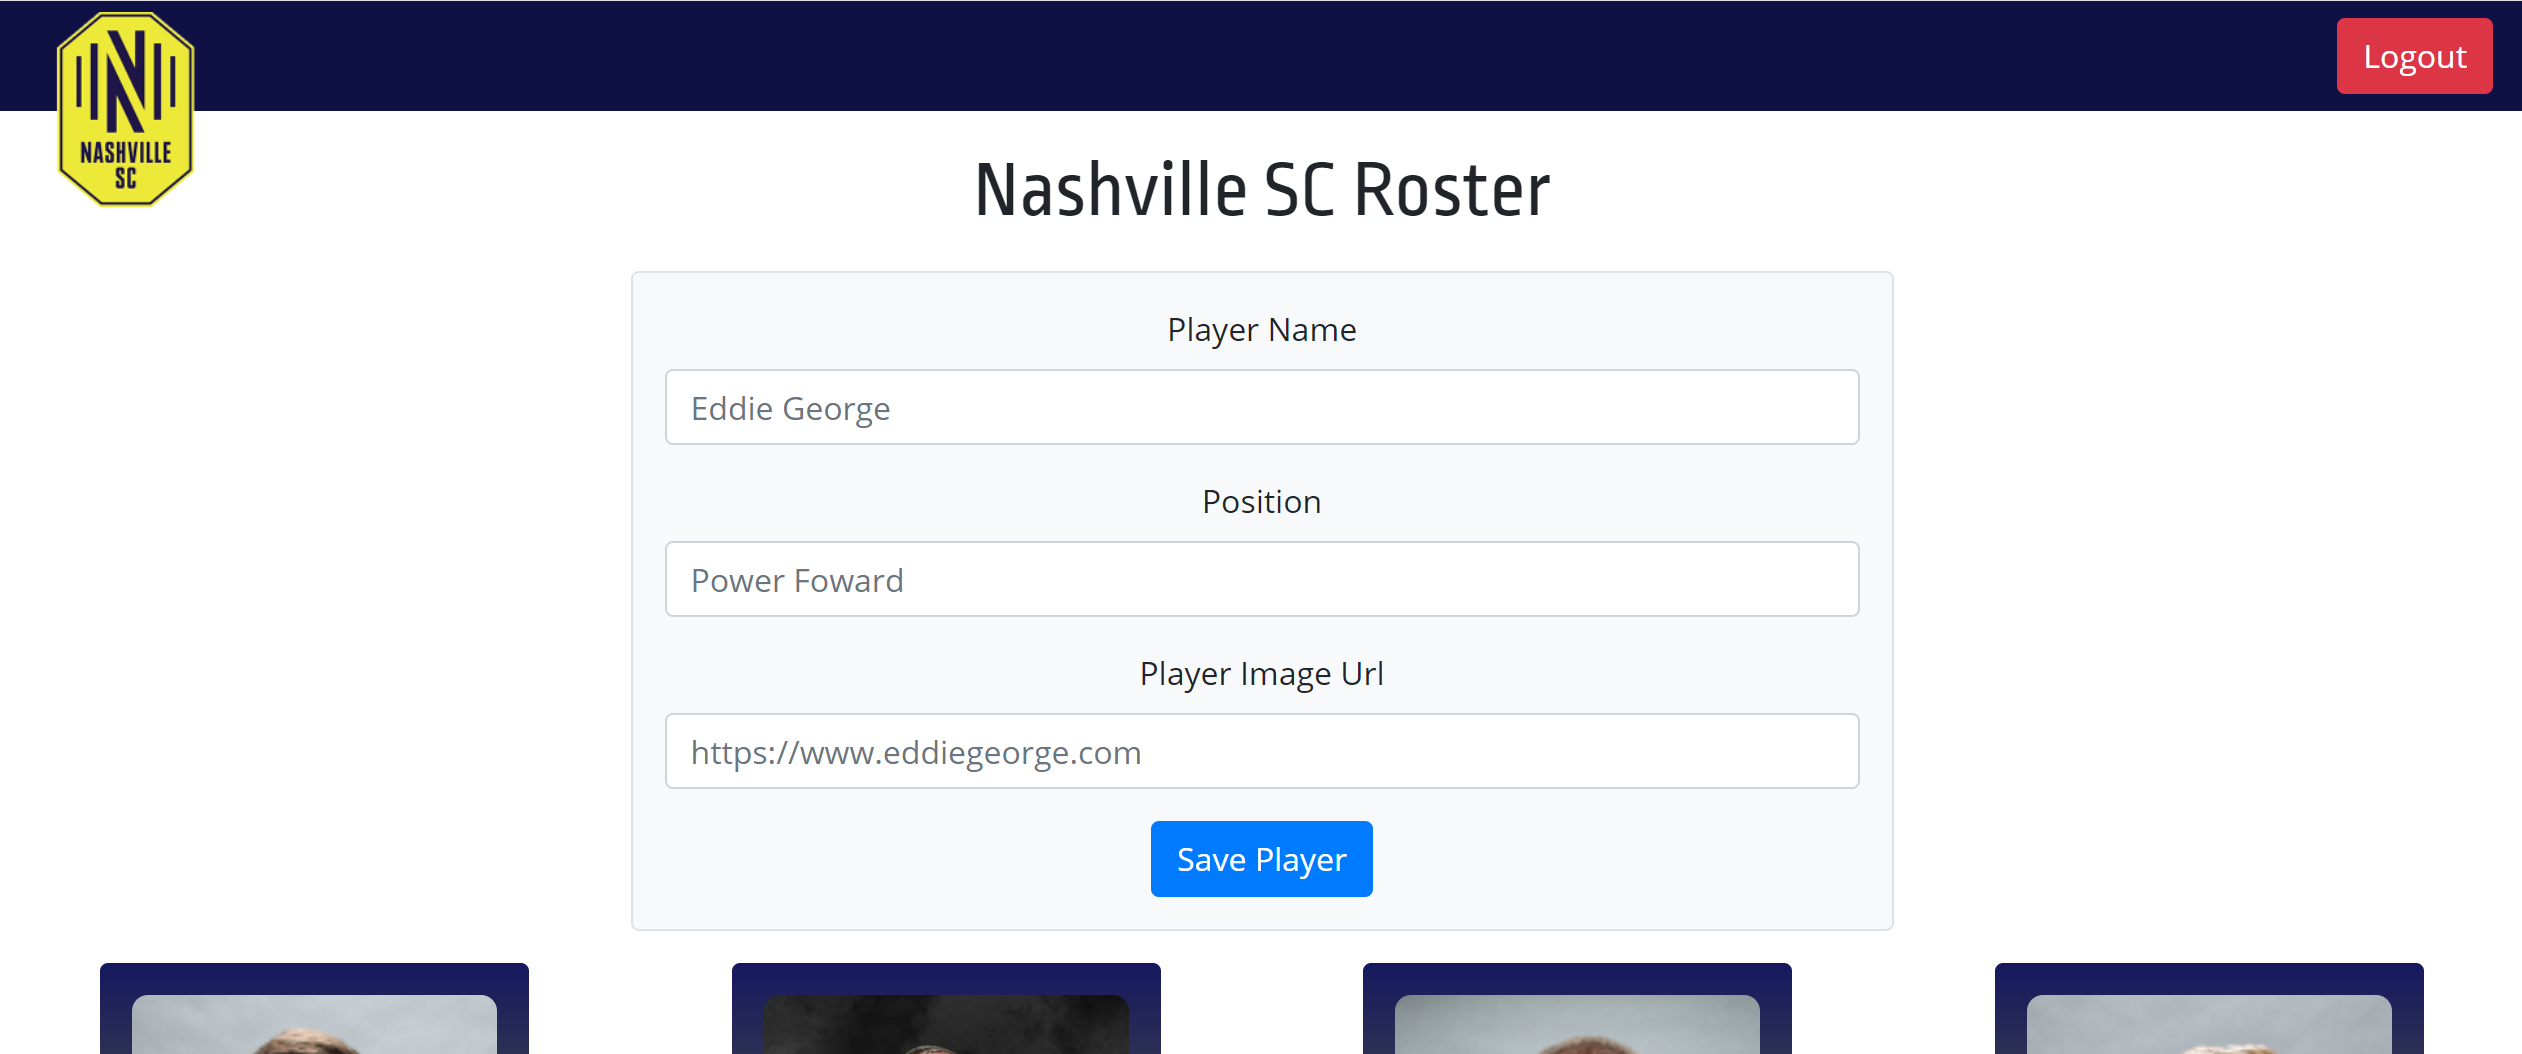 NASHVILLE
SC
Logout
Nashville SC Roster
Player Name
Eddie George
Position
Power Foward
Player Image Url
https://www.eddiegeorge.com
Save Player